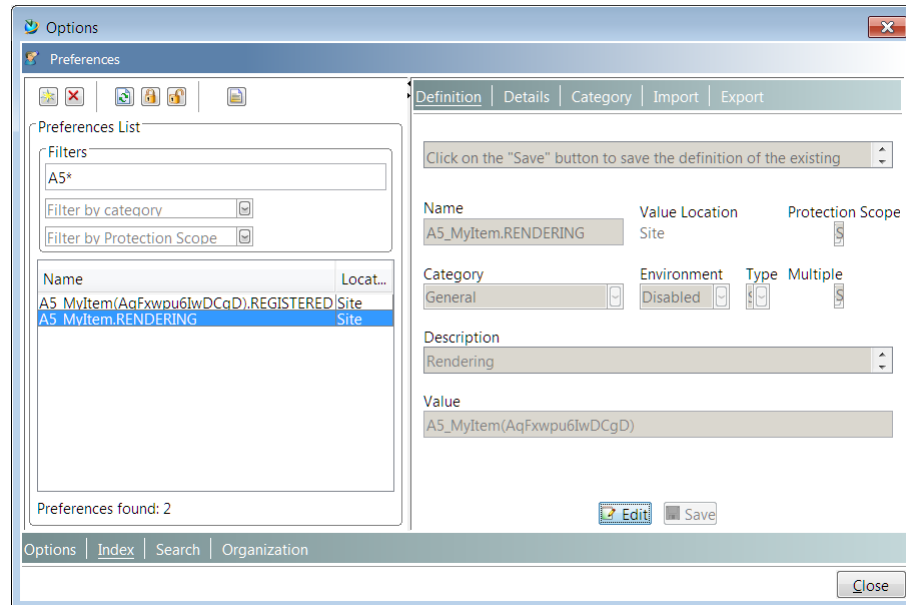 Options
Preferences
Definition Details Category Import Export
Preferences List
Filters
A5*
Filter by category
Filter by Protection Scope
Name Locat...
A5_MyItem(AqFxwpu6IwDCgD).REGISTERED Site
A5_MyItem.RENDERING Site
Preferences found: 2
Click on the "Save" button to save the definition of the existing
Name Value Location Protection Scope
A5_MyItem.RENDERING Site S
Category Environment Type Multiple
General Disabled S
Description
Rendering
Value
A5_MyItem(AqFxwpu6IwDCgD)
Edit Save
Options Index Search Organization
Close